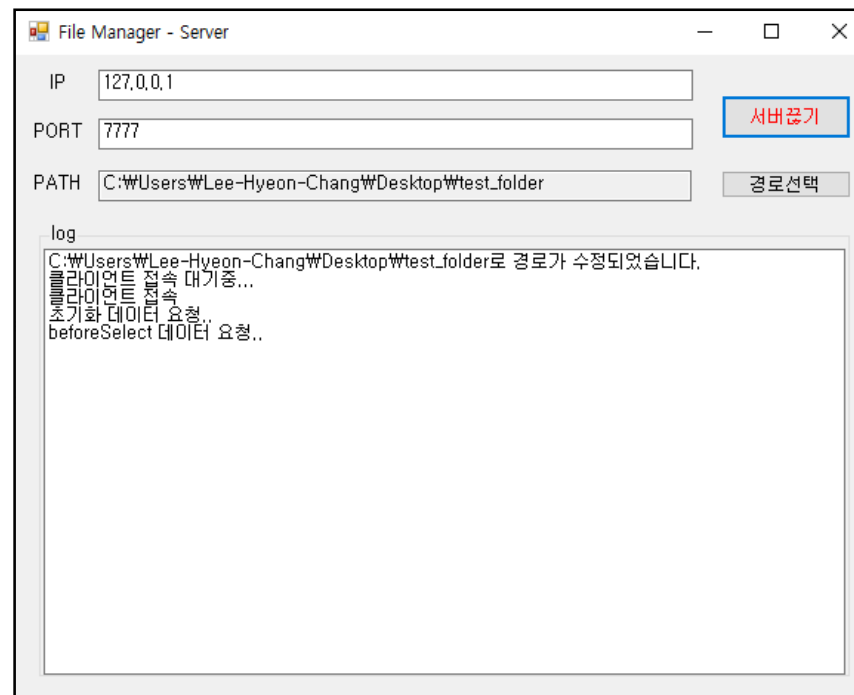 File Manager - Server
IP 127,0,0,1
서버끊기
PORT 7777
PATH C:₩Users₩Lee-Hyeon-Chang₩Desktop₩test_folder 경로선택
log
C:₩Users₩Lee-Hyeon-Chang₩Desktop₩test_folder로 경로가 수정되었습니다,
클라이언트 접속 대기중...
클라이언트 접속
초기화 데이터 요청,,
beforeSelect 데이터 요청,,